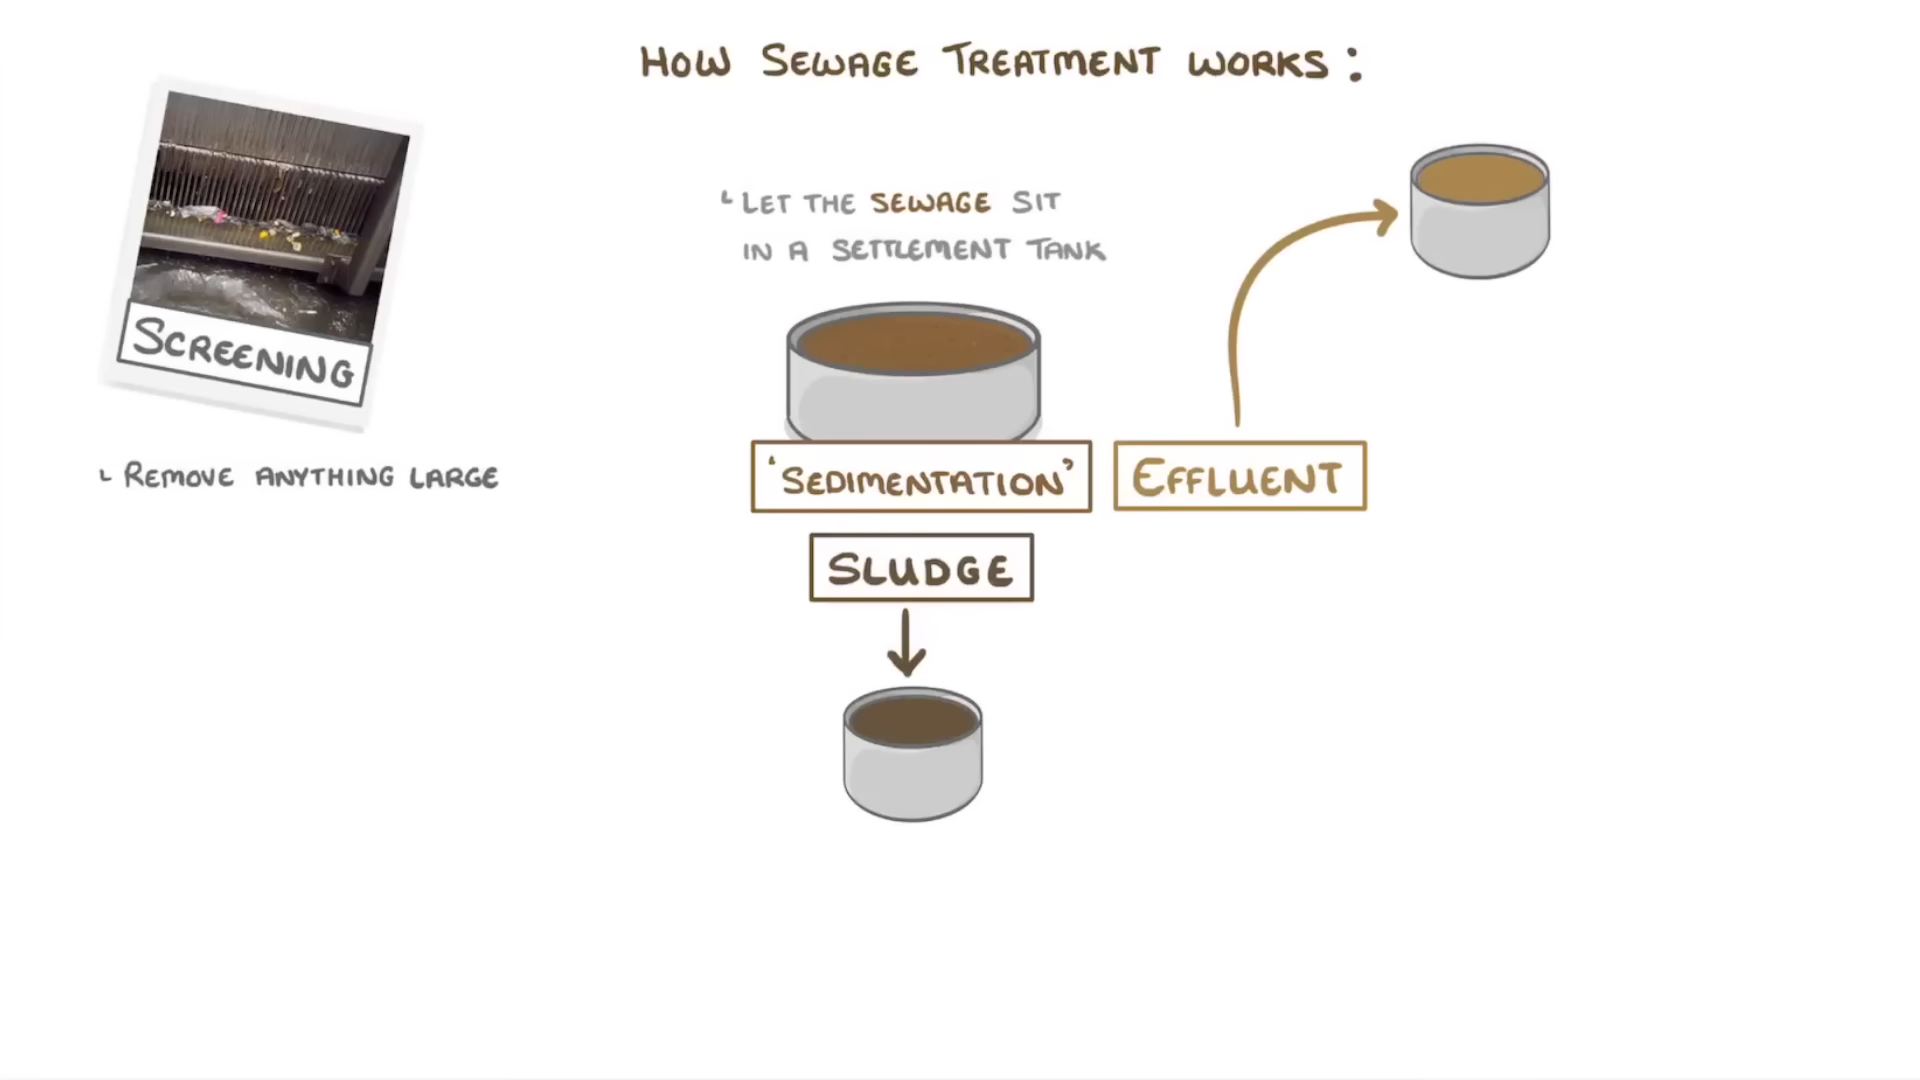 HOW SEWAGE TREATMENT WORKS:
SCREENING
REMOVE ANYTHING LARGE
LET THE SEWAGE SIT
IN A SETTLEMENT TANK
'SEDIMENTATION'
EFFLUENT
SLUDGE